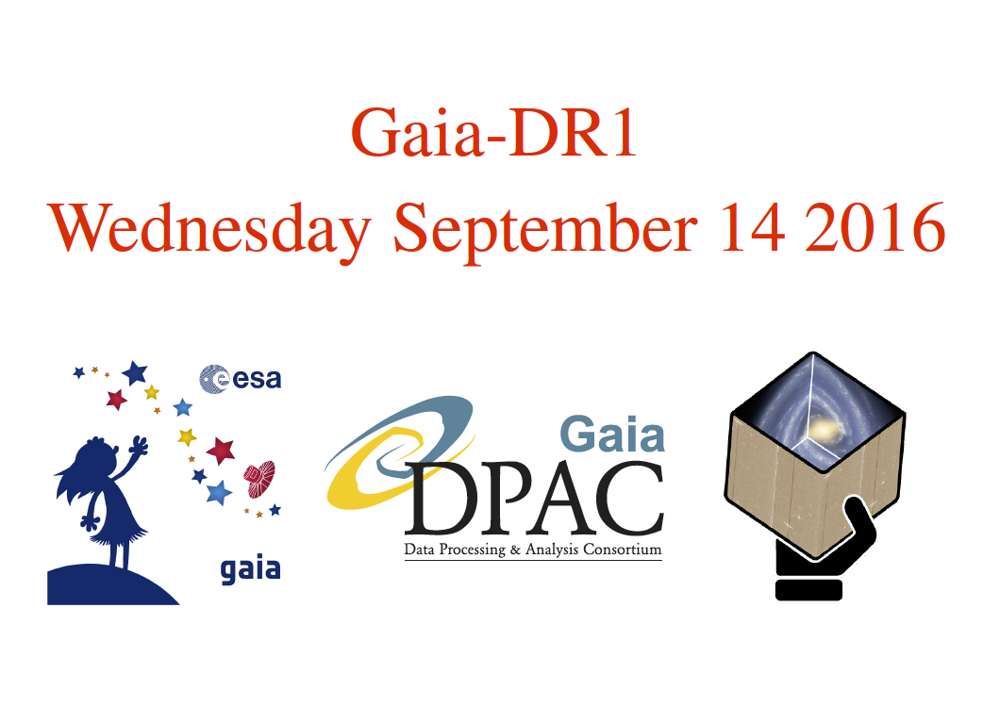 Gaia-DR1
Wednesday September 14 2016
esa
gaia
Gaia
DPAC
Data Processing & Analysis Consortium